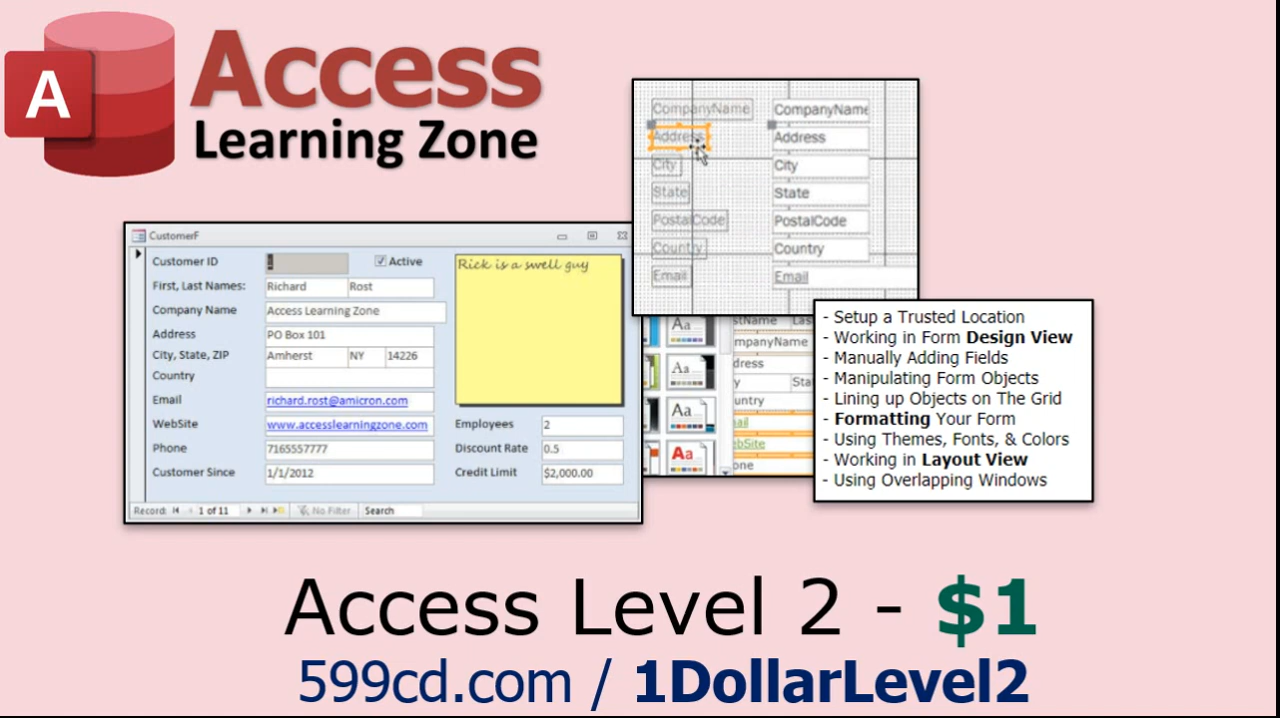 A
Access
Learning Zone
CompanyName CompanyName
Address Address
City City
State State
PostalCode PostalCode
Country Country
Email Email
CustomerF
Customer ID Active
First, Last Names: Richard Rost
Company Name Access Learning Zone
Address PO Box 101
City, State, ZIP Amherst NY 14226
Country
Email richard.rost@amicron.com
WebSite www.accesslearningzone.com
Phone 7165557777
Customer Since 1/1/2012
Rick is a swell guy
Employees 2
Discount Rate 0.5
Credit Limit $2,000.00
Record: 1 of 11 No Filter Search
Aa
Aa
Aa
Aa
- Setup a Trusted Location
- Working in Form Design View
- Manually Adding Fields
- Manipulating Form Objects
- Lining up Objects on The Grid
- Formatting Your Form
- Using Themes, Fonts, & Colors
- Working in Layout View
- Using Overlapping Windows
Access Level 2 - $1
599cd.com / 1DollarLevel2